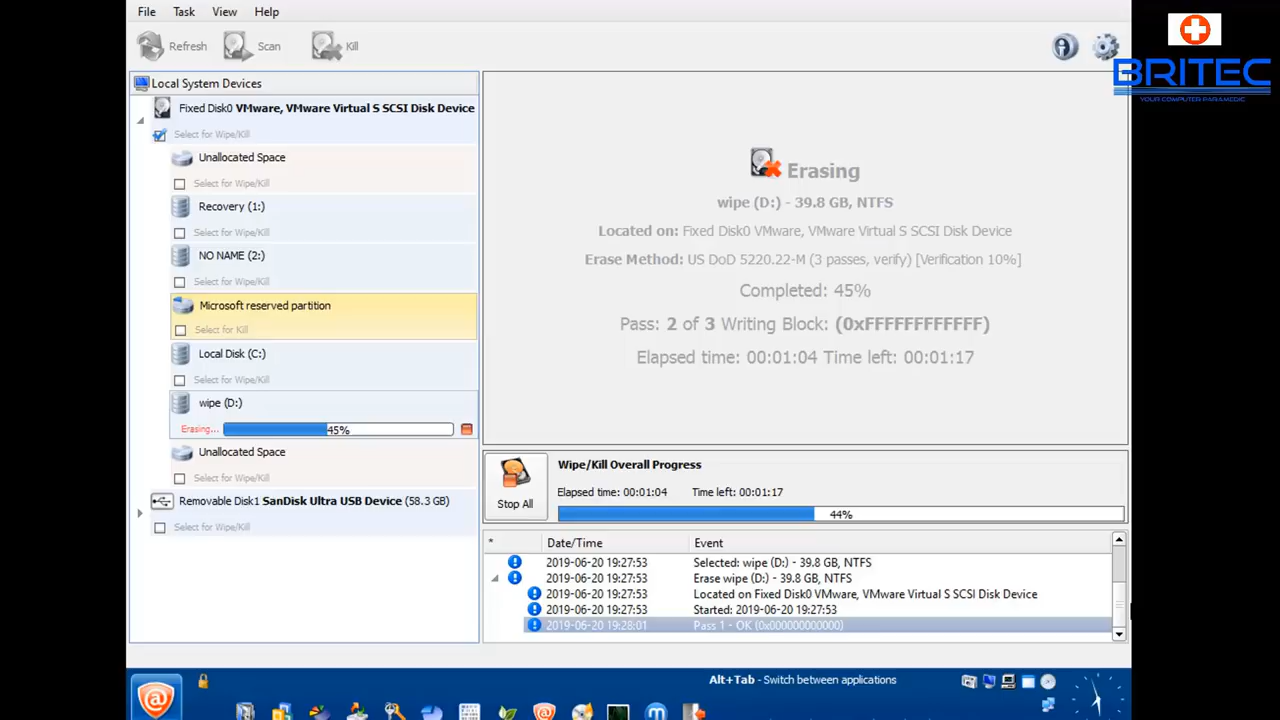 File Task View Help
Refresh Scan Kill
BRITEC
YOUR COMPUTER PARAMEDIC
Local System Devices
Fixed Disk0 VMware, VMware Virtual S SCSI Disk Device
Select for Wipe/Kill
Unallocated Space
Select for Wipe/Kill
Recovery (1:)
Select for Wipe/Kill
NO NAME (2:)
Select for Wipe/Kill
Microsoft reserved partition
Select for Kill
Local Disk (C:)
Select for Wipe/Kill
wipe (D:)
Erasing... 45%
Unallocated Space
Select for Wipe/Kill
Removable Disk1 SanDisk Ultra USB Device (58.3 GB)
Select for Wipe/Kill
Erasing
wipe (D:) - 39.8 GB, NTFS
Located on: Fixed Disk0 VMware, VMware Virtual S SCSI Disk Device
Erase Method: US DoD 5220.22-M (3 passes, verify) [Verification 10%]
Completed: 45%
Pass: 2 of 3 Writing Block: (0xFFFFFFFFFFFF)
Elapsed time: 00:01:04 Time left: 00:01:17
Stop All
Wipe/Kill Overall Progress
Elapsed time: 00:01:04 Time left: 00:01:17
44%
* Date/Time Event
2019-06-20 19:27:53 Selected: wipe (D:) - 39.8 GB, NTFS
2019-06-20 19:27:53 Erase wipe (D:) - 39.8 GB, NTFS
2019-06-20 19:27:53 Located on Fixed Disk0 VMware, VMware Virtual S SCSI Disk Device
2019-06-20 19:27:53 Started: 2019-06-20 19:27:53
2019-06-20 19:28:01 Pass 1 - OK (0x000000000000)
Alt+Tab - Switch between applications